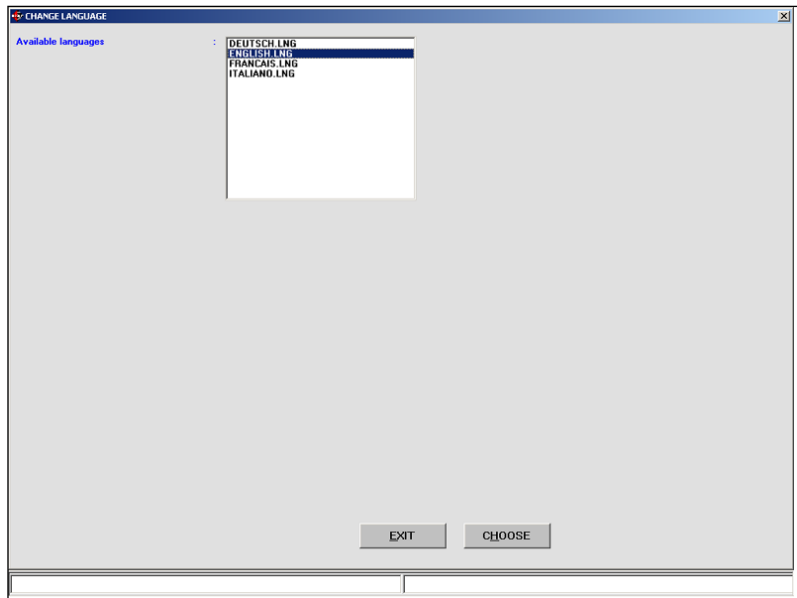 CHANGE LANGUAGE
Available languages :
DEUTSCH.LNG
ENGLISH.LNG
FRANCAIS.LNG
ITALIANO.LNG
EXIT CHOOSE